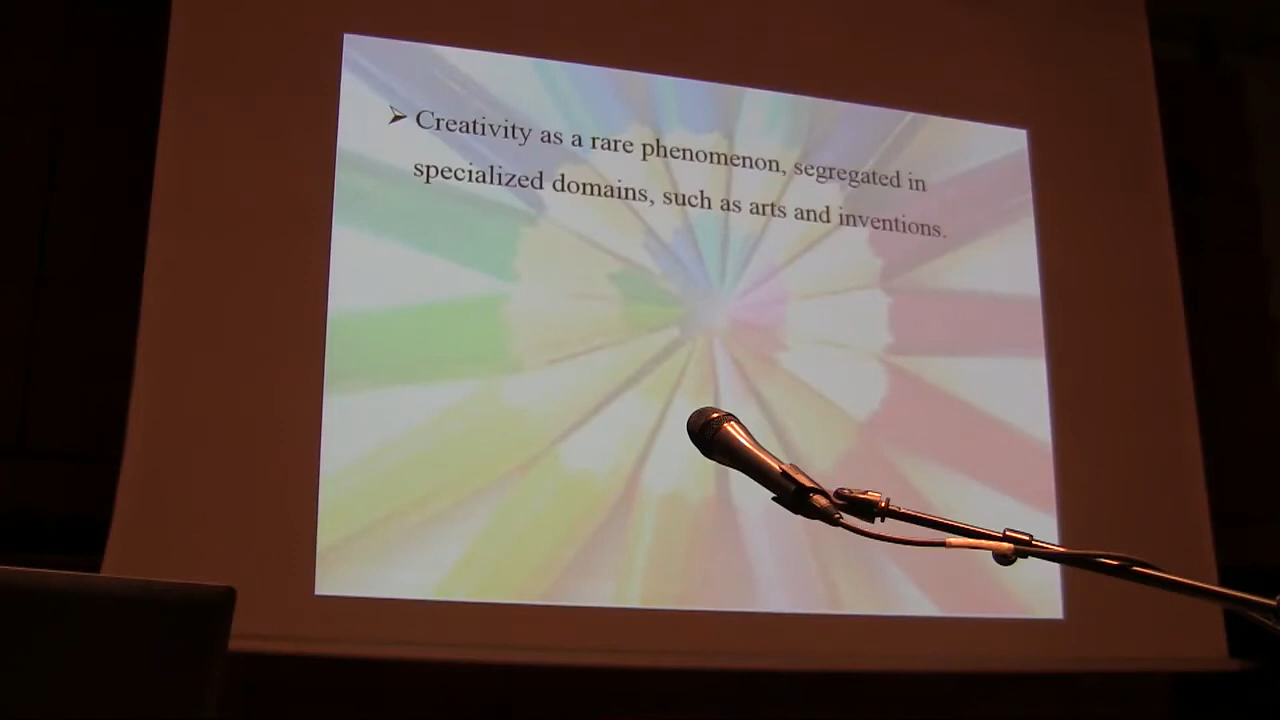 ➢ Creativity as a rare phenomenon, segregated in
specialized domains, such as arts and inventions.